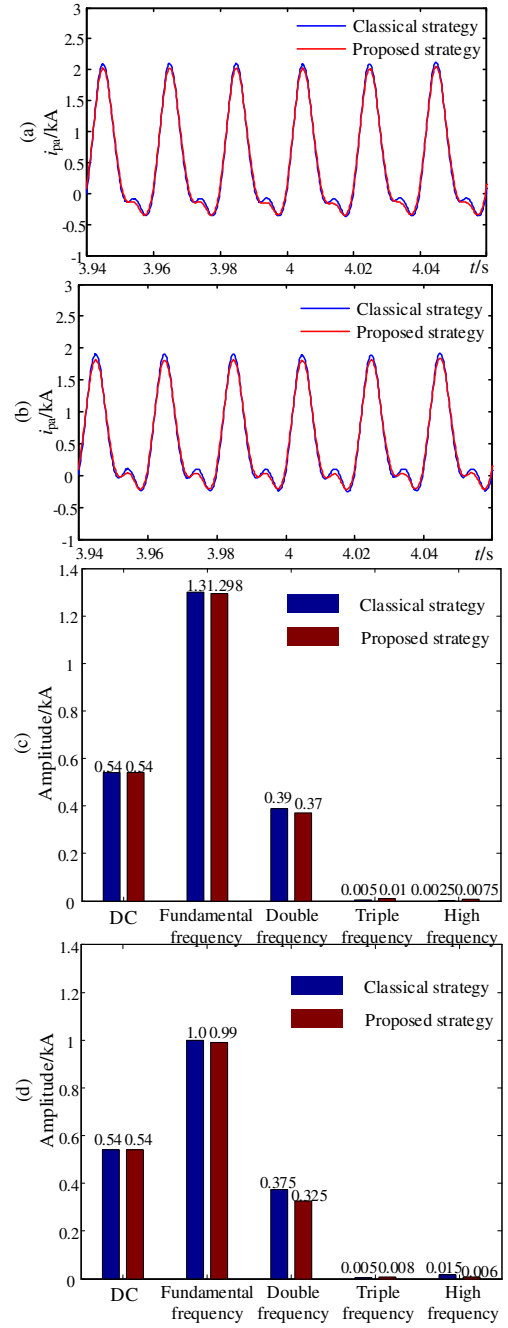 3
2.5
2
1.5
1
0.5
0
-0.5
-1
(a)
i_pa/kA
Classical strategy
Proposed strategy
3.94 3.96 3.98 4 4.02 4.04 t/s
3
2.5
2
1.5
1
0.5
0
-0.5
-1
(b)
i_pa/kA
Classical strategy
Proposed strategy
3.94 3.96 3.98 4 4.02 4.04 t/s
1.4
1.2
1
0.8
0.6
0.4
0.2
0
(c)
Amplitude/kA
Classical strategy
Proposed strategy
0.54 0.54
1.3 1.298
0.39 0.37
0.005 0.01
0.0025 0.0075
DC Fundamental Double Triple High
frequency frequency frequency frequency
1.4
1.2
1
0.8
0.6
0.4
0.2
0
(d)
Amplitude/kA
Classical strategy
Proposed strategy
0.54 0.54
1.0 0.99
0.375
0.325
0.005 0.008
0.015
0.006
DC Fundamental Double Triple High
frequency frequency frequency frequency